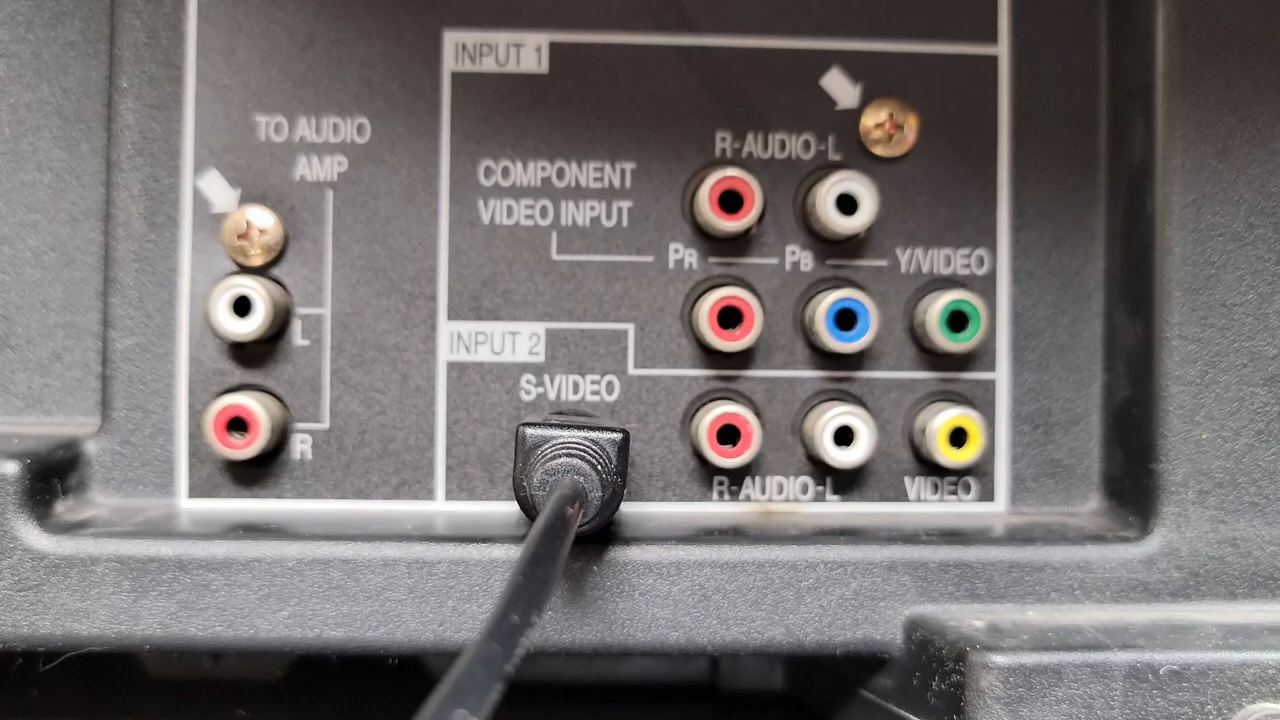 TO AUDIO
AMP
L
R
INPUT 1
COMPONENT
VIDEO INPUT
R-AUDIO-L
PR
PB
Y/VIDEO
INPUT 2
S-VIDEO
R-AUDIO-L
VIDEO